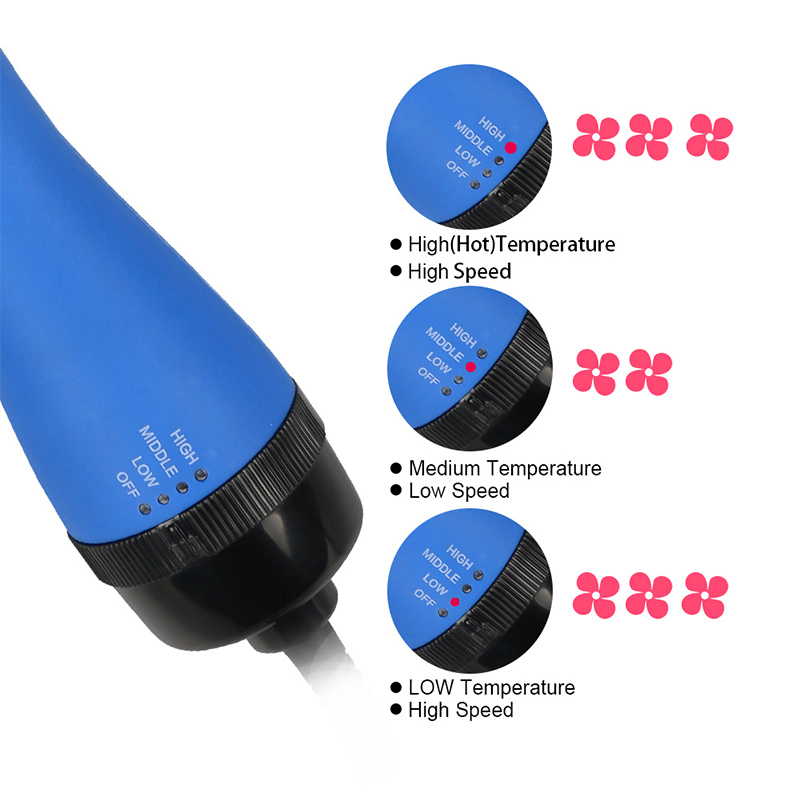 HIGH
MIDDLE
LOW
OFF
● High(Hot)Temperature
● High Speed
HIGH
MIDDLE
LOW
OFF
● Medium Temperature
● Low Speed
HIGH
MIDDLE
LOW
OFF
HIGH
MIDDLE
LOW
OFF
● LOW Temperature
● High Speed